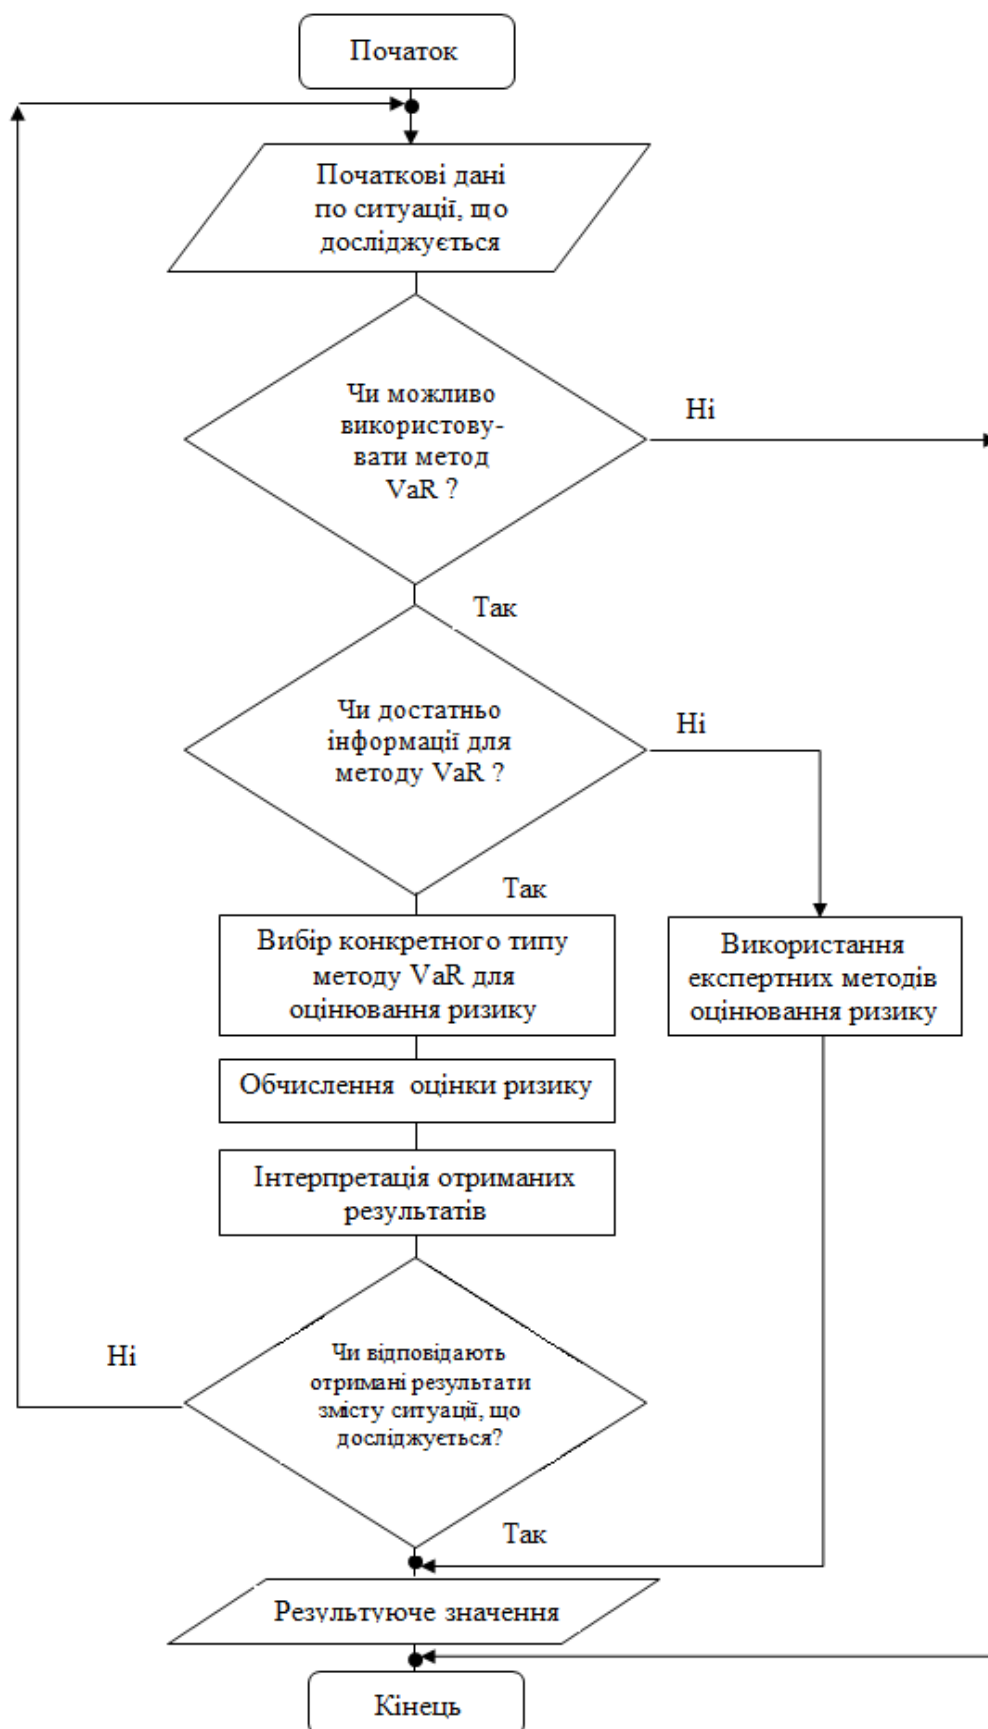 Початок
Початкові дані
по ситуації, що
досліджується
Чи можливо
використову-
вати метод
VaR ?
Ні
Так
Чи достатньо
інформації для
методу VaR ?
Ні
Так
Вибір конкретного типу
методу VaR для
оцінювання ризику
Використання
експертних методів
оцінювання ризику
Обчислення оцінки ризику
Інтерпретація отриманих
результатів
Чи відповідають
отримані результати
змісту ситуації, що
досліджується?
Ні
Так
Результуюче значення
Кінець